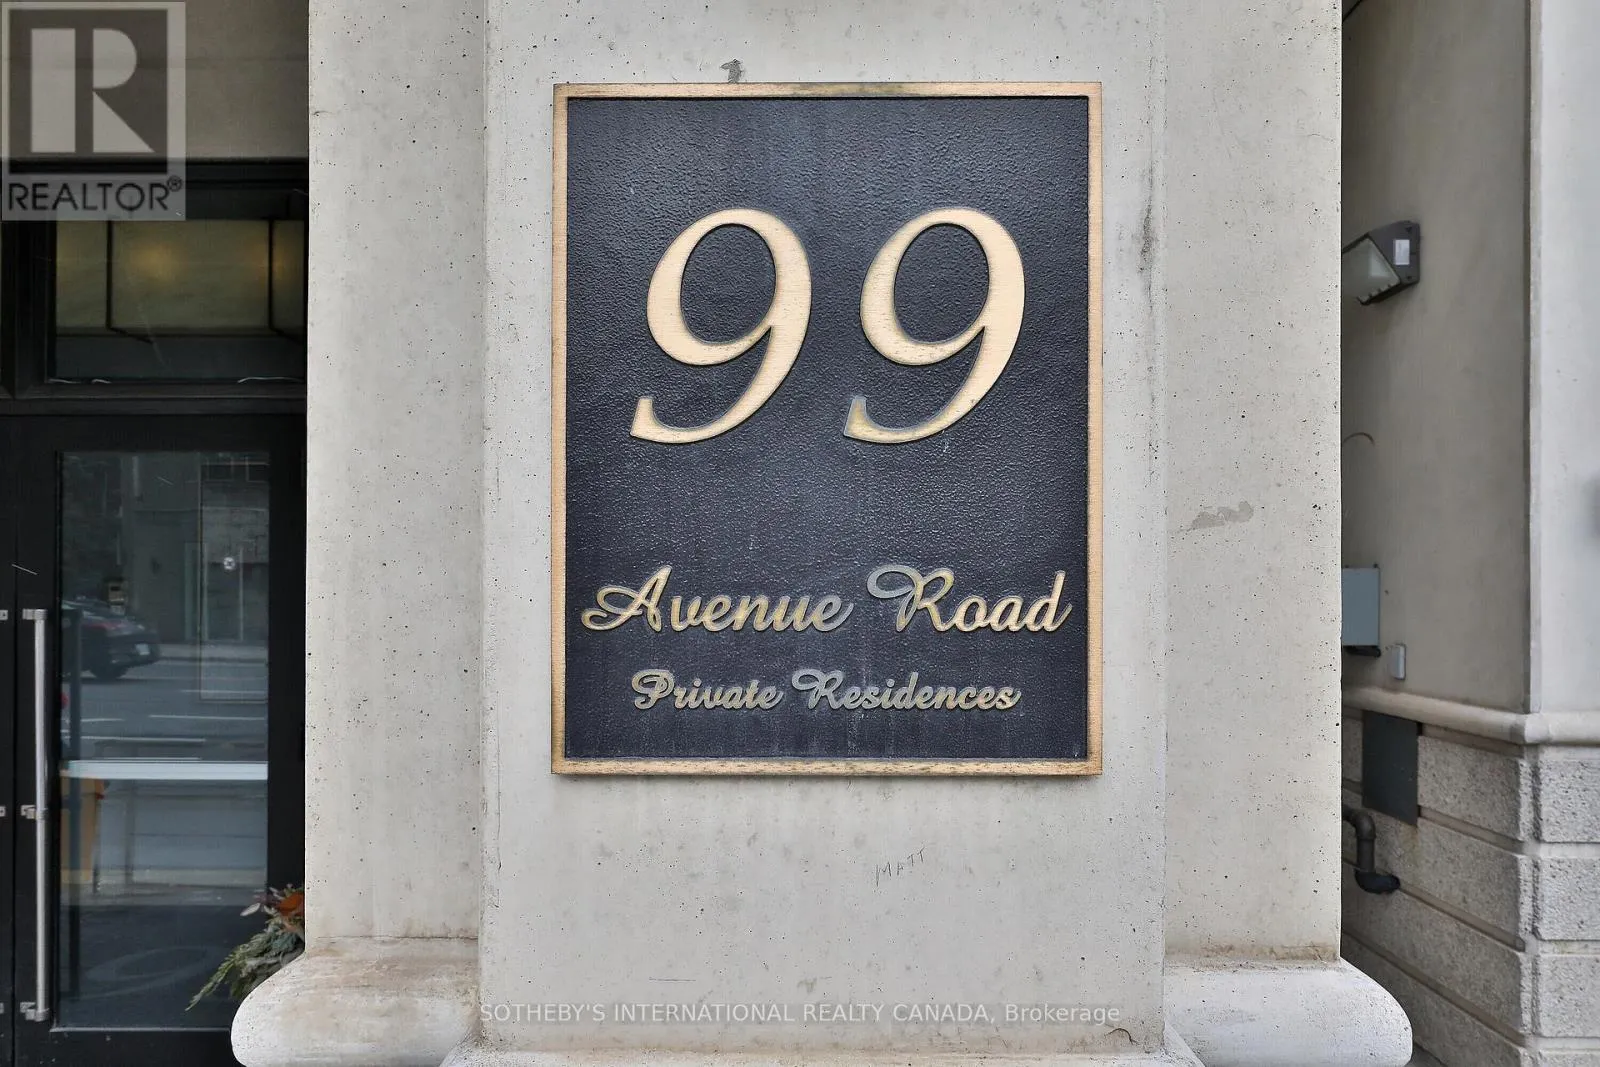 REALTOR®
99
Avenue Road
Private Residences
MATT
SOTHEBY'S INTERNATIONAL REALTY CANADA, Brokerage